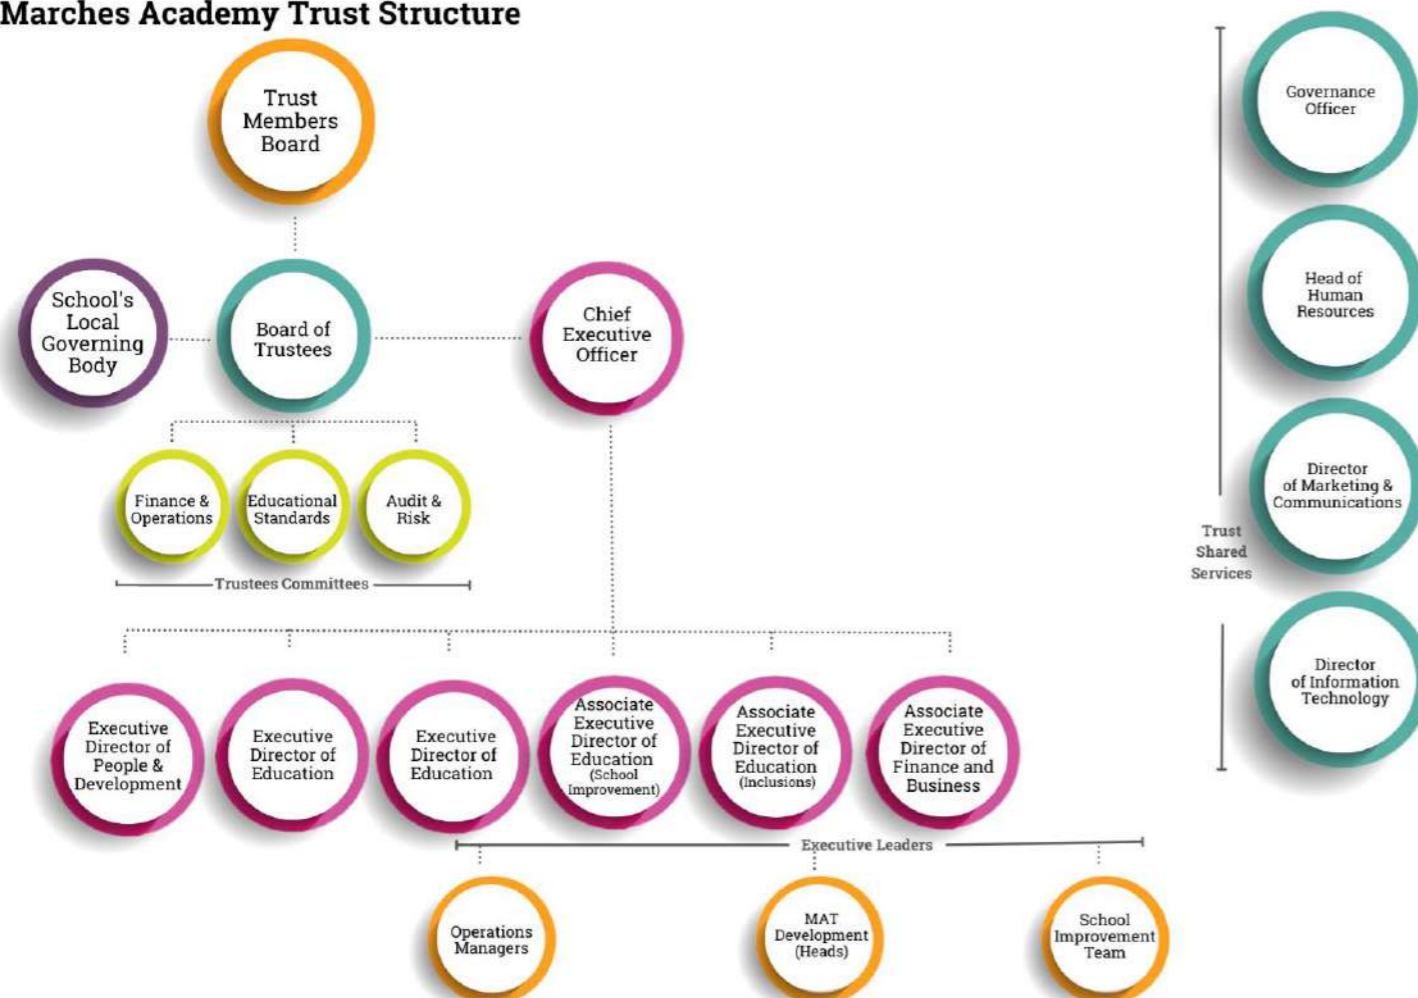 Marches Academy Trust Structure
Trust
Members
Board
School's
Local
Governing
Body
Board of
Trustees
Chief
Executive
Officer
Finance &
Operations
Educational
Standards
Audit &
Risk
Trustees Committees
Executive
Director of
People &
Development
Executive
Director of
Education
Executive
Director of
Education
Associate
Executive
Director of
Education
(School
Improvement)
Associate
Executive
Director of
Education
(Inclusions)
Associate
Executive
Director of
Finance and
Business
Executive Leaders
Operations
Managers
MAT
Development
(Heads)
School
Improvement
Team
Governance
Officer
Head of
Human
Resources
Director
of Marketing &
Communications
Trust
Shared
Services
Director
of Information
Technology